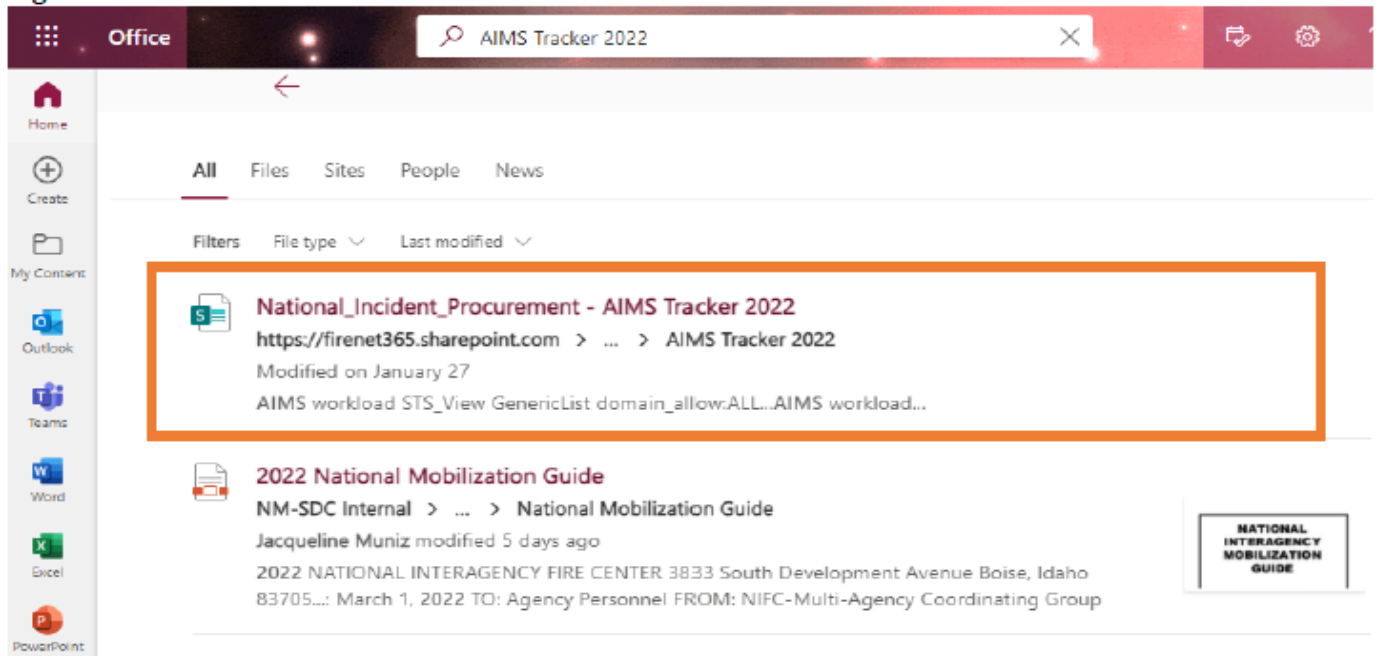 Office
AIMS Tracker 2022
Home
Create
My Content
Outlook
Teams
Word
Excel
PowerPoint
All Files Sites People News
Filters File type Last modified
National_Incident_Procurement - AIMS Tracker 2022
https://firenet365.sharepoint.com > ... > AIMS Tracker 2022
Modified on January 27
AIMS workload STS_View GenericList domain_allow:ALL...AIMS workload...
2022 National Mobilization Guide
NM-SDC Internal > ... > National Mobilization Guide
Jacqueline Muniz modified 5 days ago
2022 NATIONAL INTERAGENCY FIRE CENTER 3833 South Development Avenue Boise, Idaho
83705...: March 1, 2022 TO: Agency Personnel FROM: NIFC-Multi-Agency Coordinating Group
NATIONAL
INTERAGENCY
MOBILIZATION
GUIDE